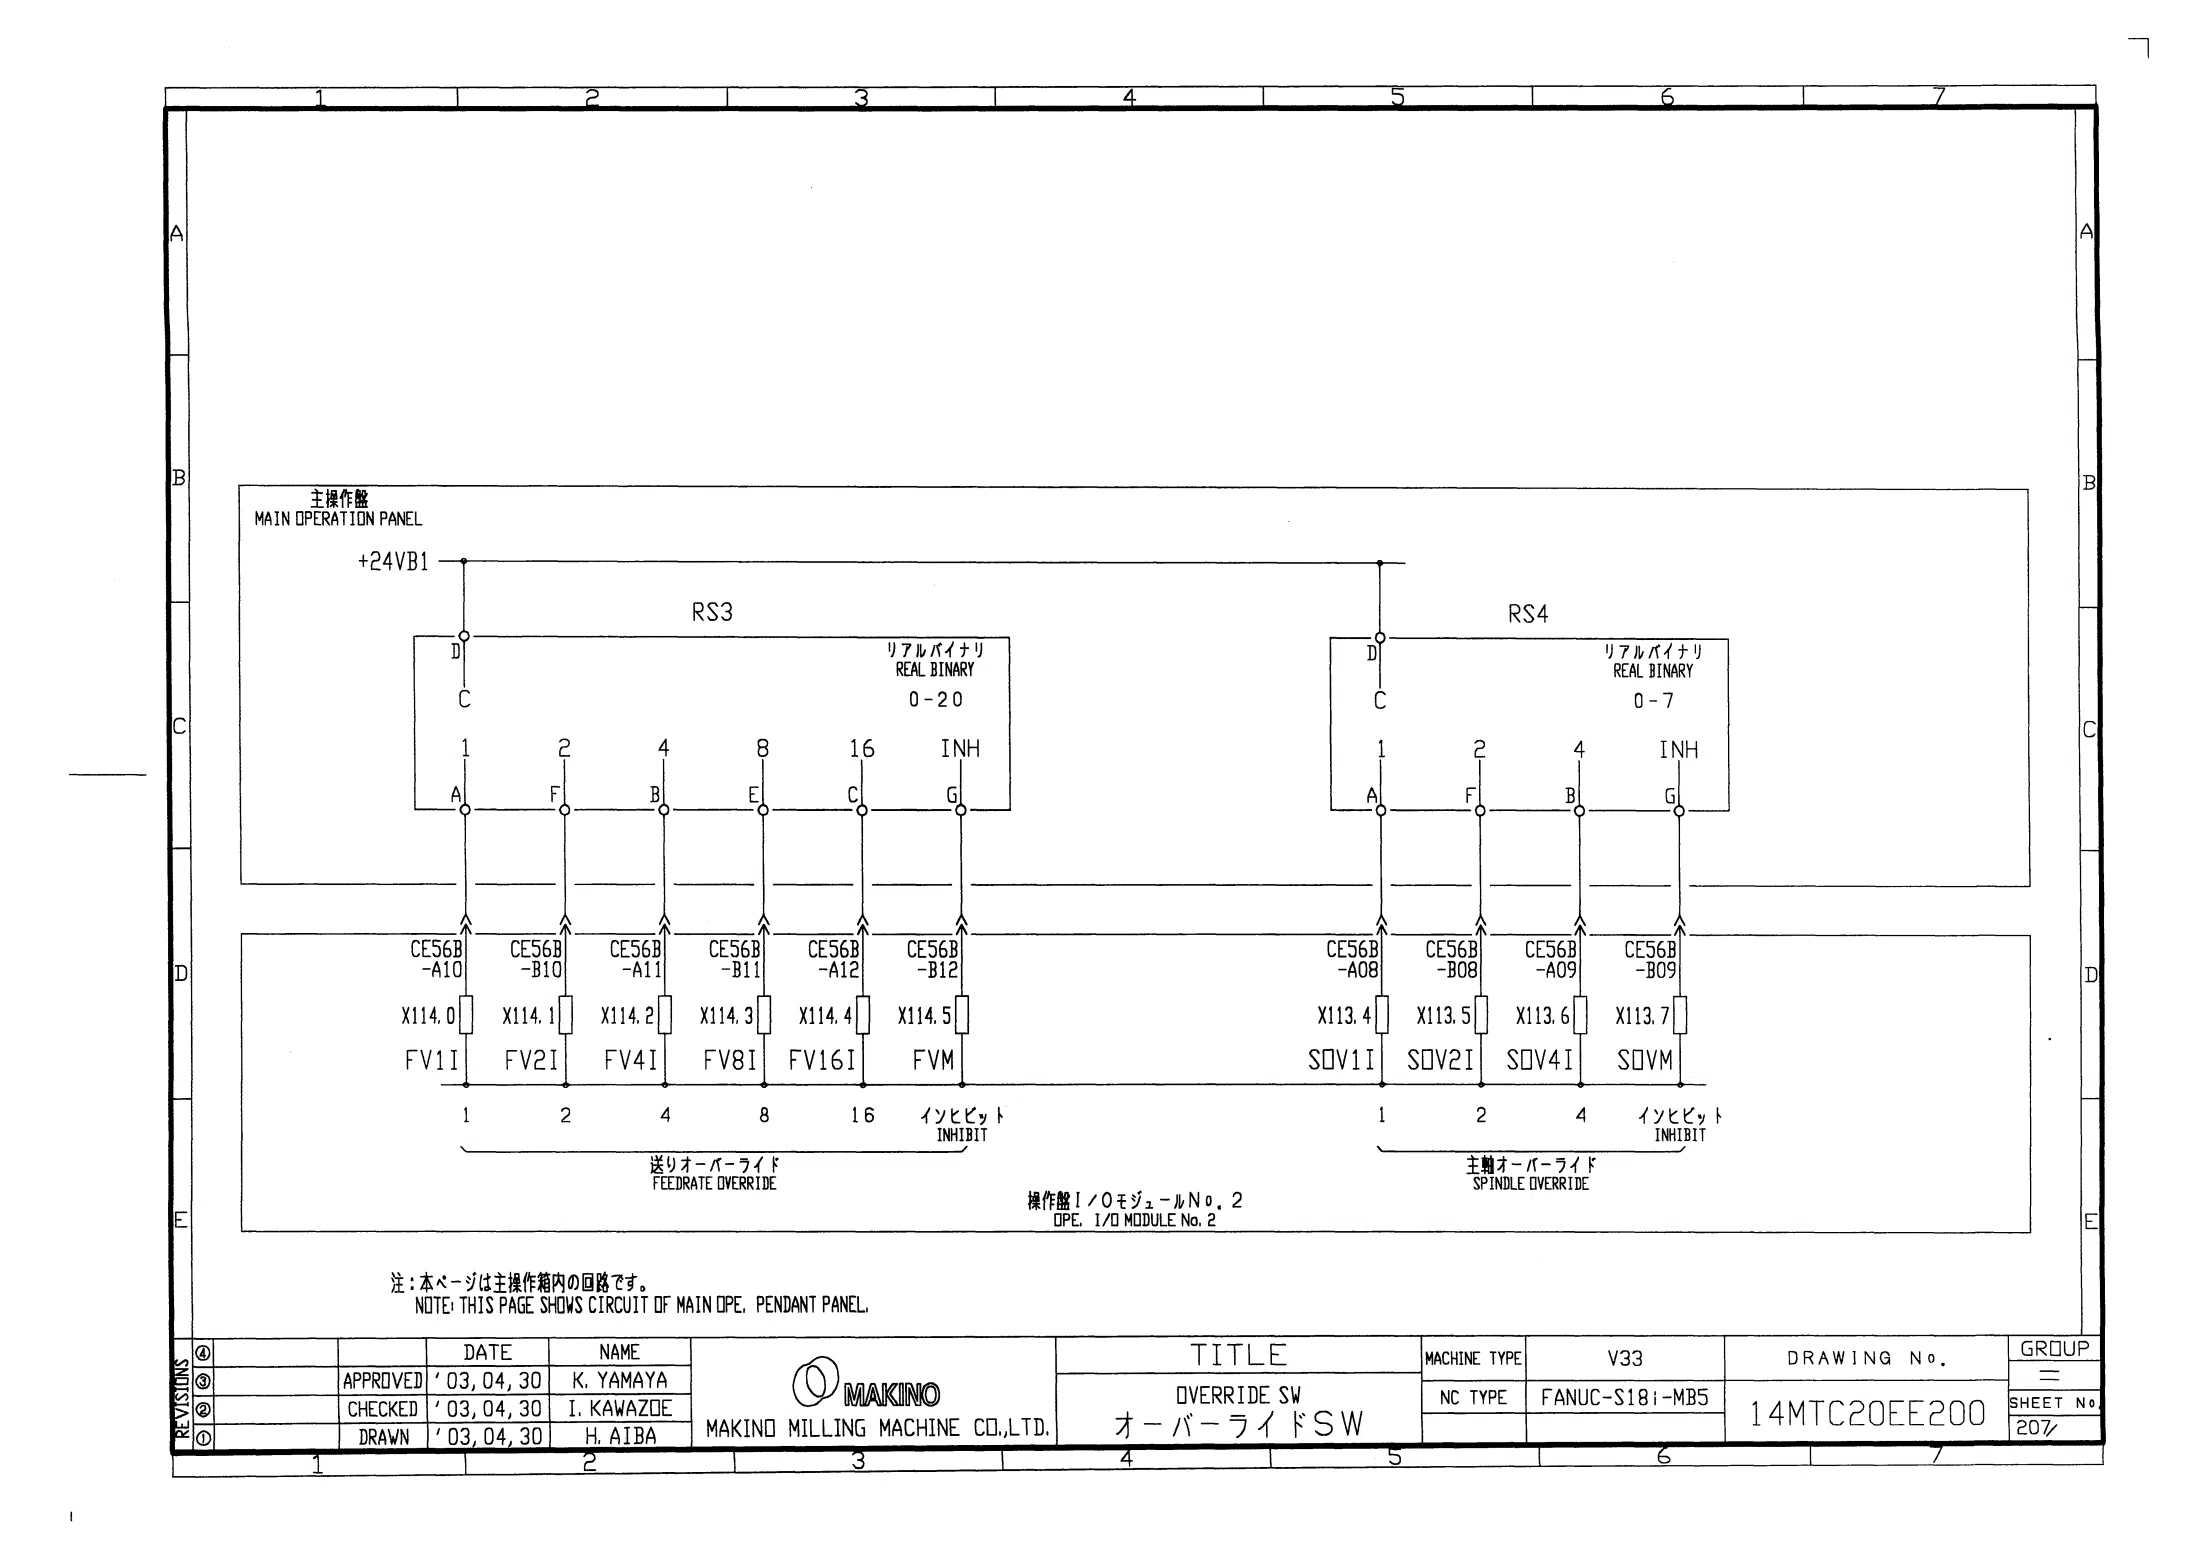 1 2 3 4 5 6 7
A A
B B
主操作盤
MAIN OPERATION PANEL
+24VB1
RS3 RS4
D D
リアルバイナリ リアルバイナリ
REAL BINARY REAL BINARY
C 0-20 C 0-7
C C
1 2 4 8 16 INH 1 2 4 INH
A F B E C G A F B G
CE56B CE56B CE56B CE56B CE56B CE56B CE56B CE56B CE56B CE56B
-A10 -B10 -A11 -B11 -A12 -B12 -A08 -B08 -A09 -B09
D D
X114.0 X114.1 X114.2 X114.3 X114.4 X114.5 X113.4 X113.5 X113.6 X113.7
FV1I FV2I FV4I FV8I FV16I FVM SOV1I SOV2I SOV4I SOVM
1 2 4 8 16 インヒビット 1 2 4 インヒビット
INHIBIT INHIBIT
送りオーバーライド 主軸オーバーライド
FEEDRATE OVERRIDE SPINDLE OVERRIDE
操作盤I/OモジュールNo.2
OPE. I/O MODULE No.2
E E
注:本ページは主操作箱内の回路です。
NOTE: THIS PAGE SHOWS CIRCUIT OF MAIN OPE. PENDANT PANEL.
REVISIONS
④ DATE NAME
③ APPROVED '03,04,30 K. YAMAYA
② CHECKED '03,04,30 I. KAWAZOE
① DRAWN '03,04,30 H. AIBA
MAKINO
MAKINO MILLING MACHINE CO.,LTD.
TITLE
OVERRIDE SW
オーバーライドSW
MACHINE TYPE V33
NC TYPE FANUC-S18i-MB5
DRAWING No.
14MTC20EE200
GROUP
=
SHEET No.
207/
1 2 3 4 5 6 7